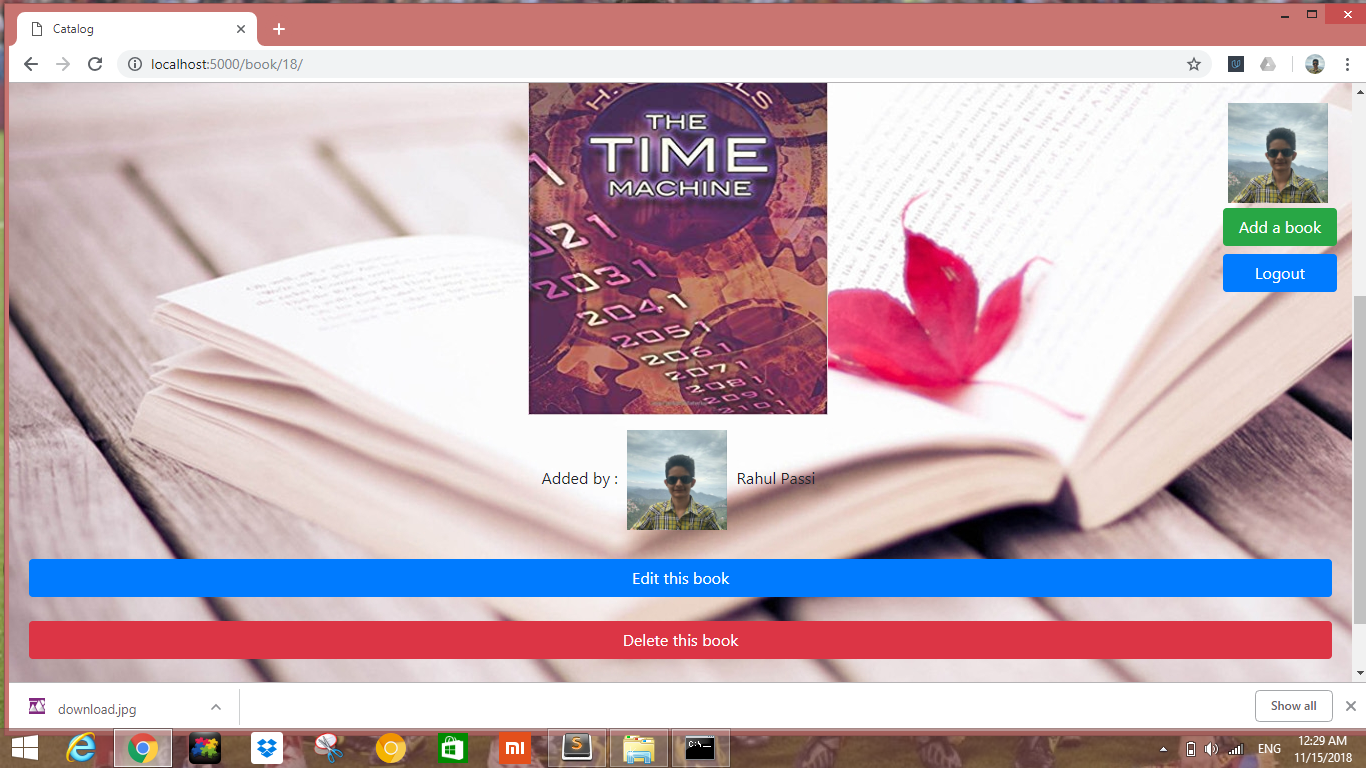 Catalog
localhost:5000/book/18/
THE
TIME
MACHINE
2021
2031
2041
2051
2061
2071
2081
2091
2101
Add a book
Logout
Added by :
Rahul Passi
Edit this book
Delete this book
download.jpg
Show all
ENG
12:29 AM
11/15/2018